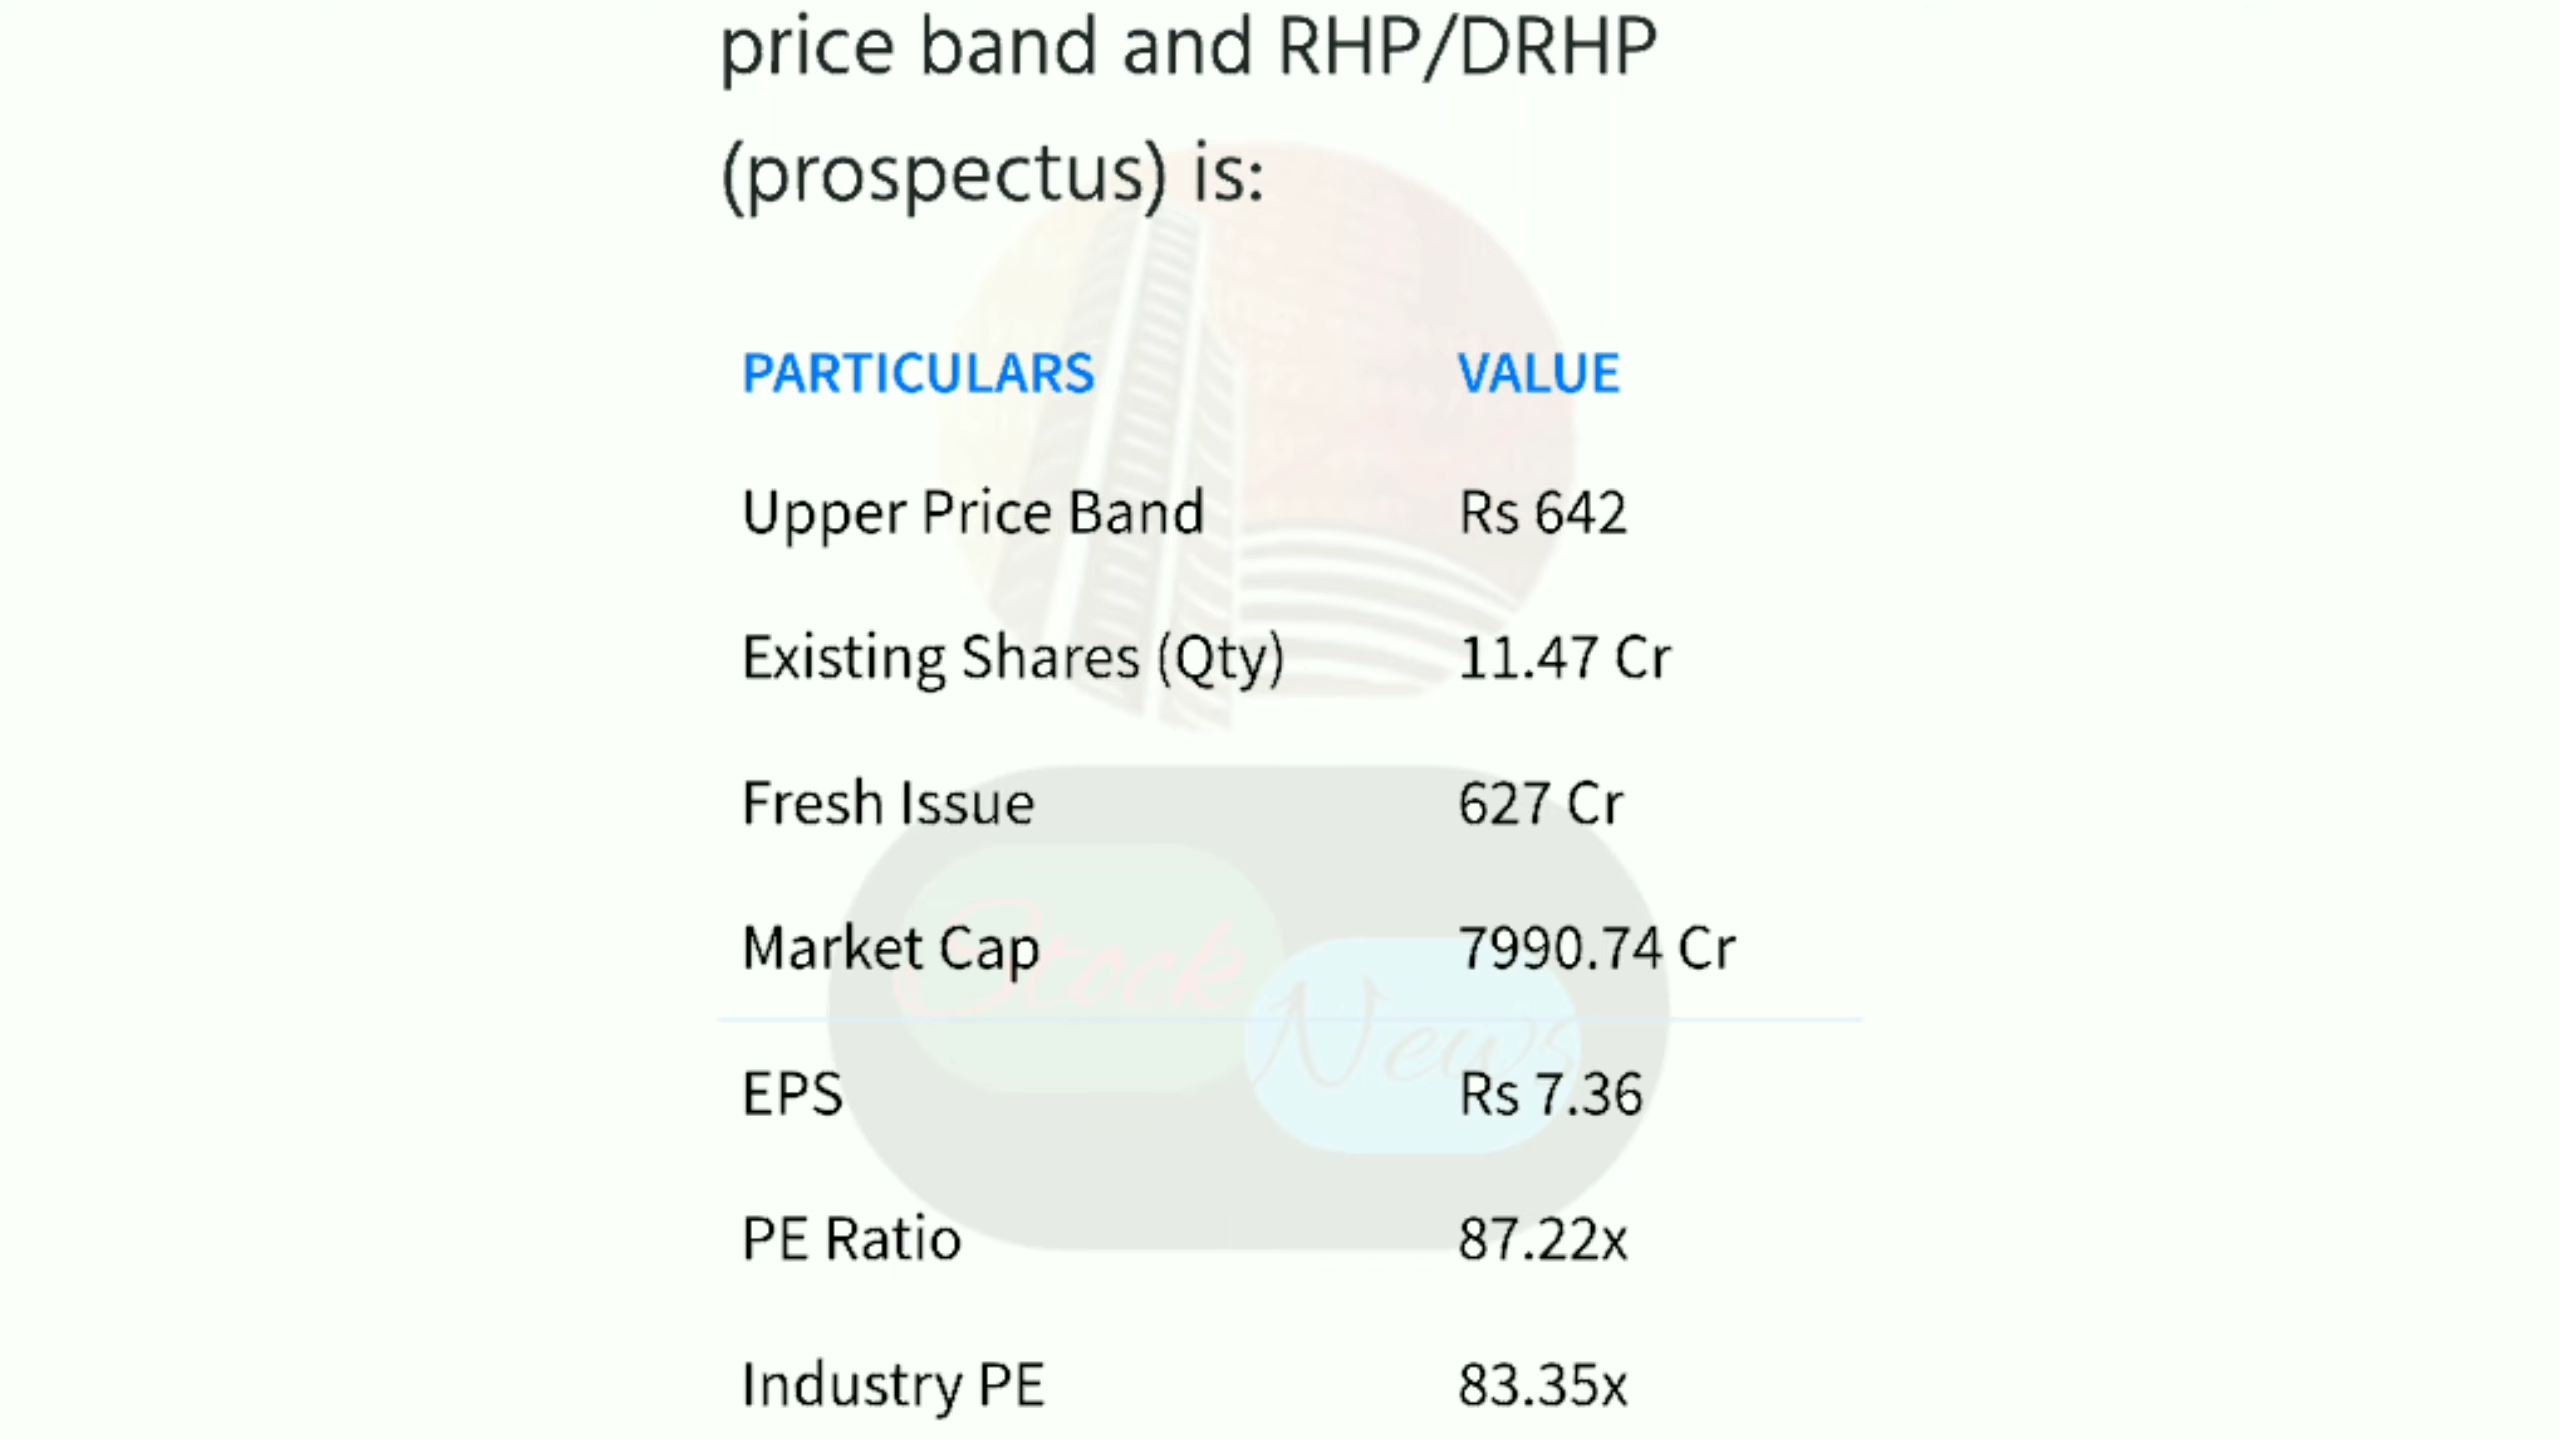 price band and RHP/DRHP
(prospectus) is:
PARTICULARS VALUE
Upper Price Band Rs 642
Existing Shares (Qty) 11.47 Cr
Fresh Issue 627 Cr
Market Cap 7990.74 Cr
Stock
News
EPS Rs 7.36
PE Ratio 87.22x
Industry PE 83.35x